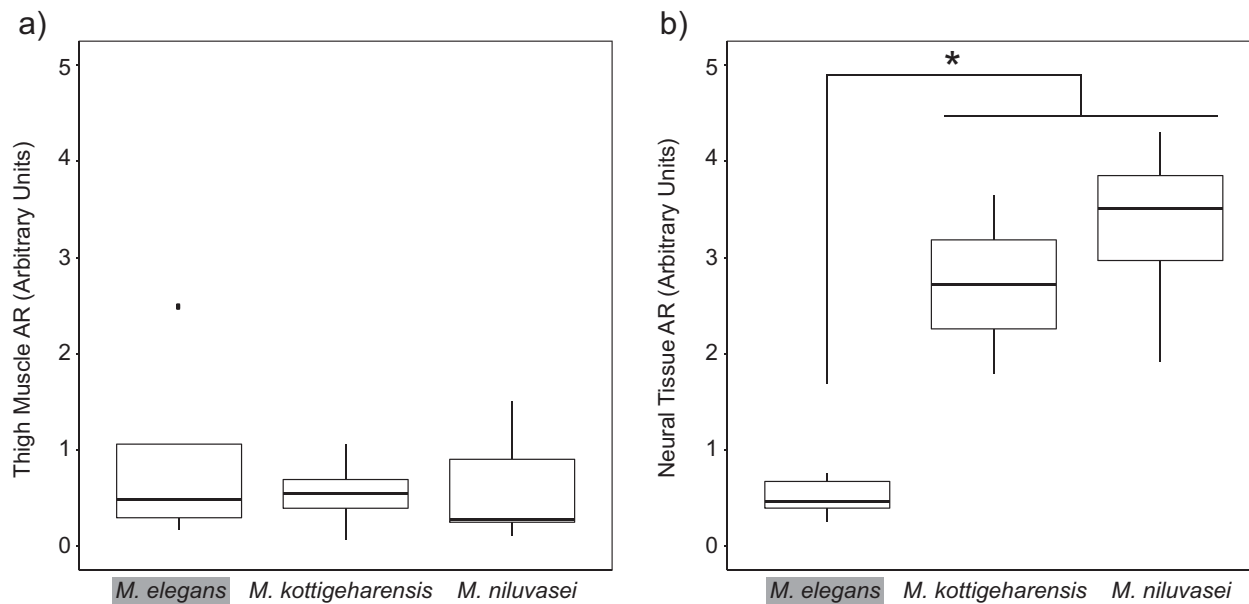 a)
Thigh Muscle AR (Arbitrary Units)
5
4
3
2
1
0
M. elegans M. kottigeharensis M. niluvasei
b)
Neural Tissue AR (Arbitrary Units)
5
4
3
2
1
0
*
M. elegans M. kottigeharensis M. niluvasei